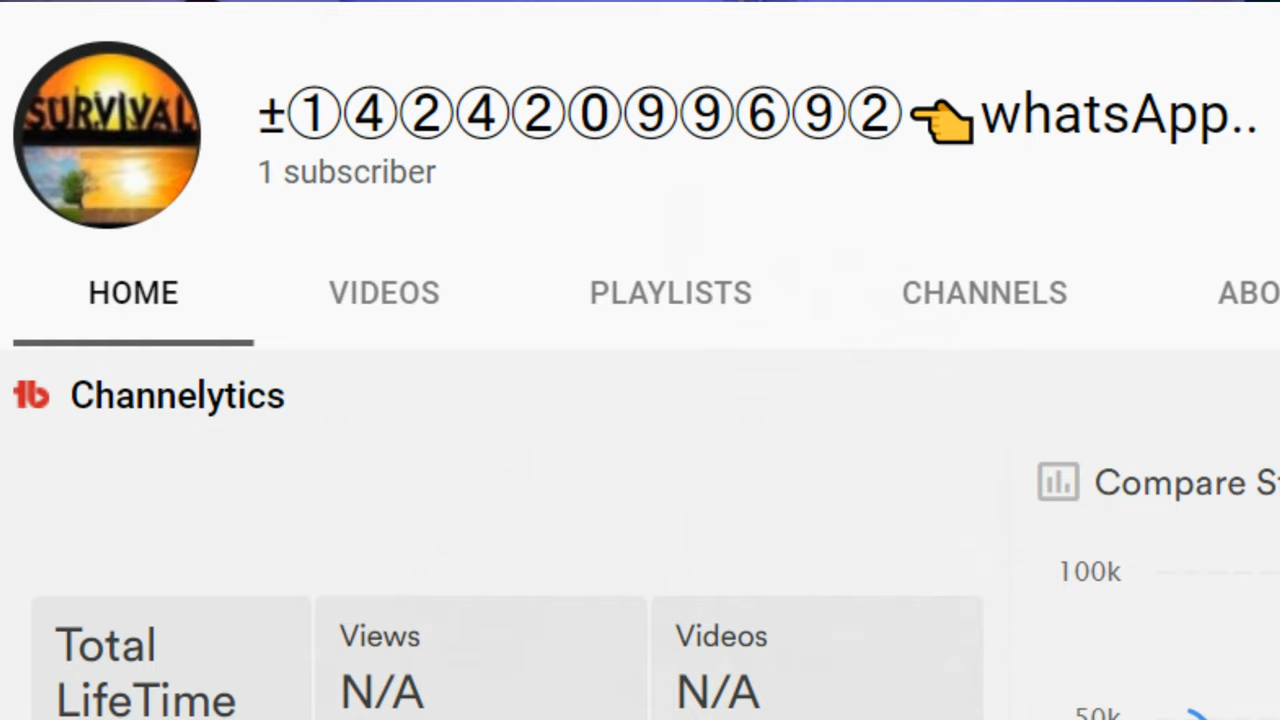 SURVIVAL
±①④②④②⓪⑨⑨⑥⑨②👈whatsApp..
1 subscriber
HOME VIDEOS PLAYLISTS CHANNELS ABO
tb Channelytics
Compare St
100k
Total LifeTime
Views
N/A
Videos
N/A
50k